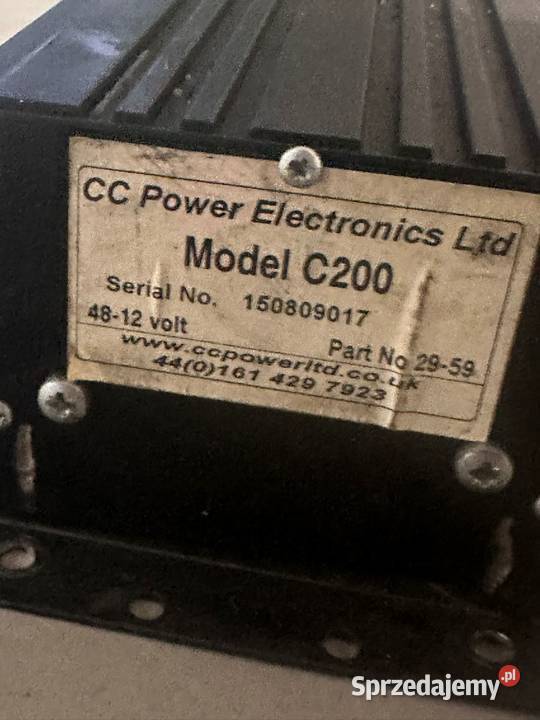 CC Power Electronics Ltd
Model C200
Serial No. 150809017
48-12 volt
Part No 29-59
www.ccpowerltd.co.uk
44(0)161 429 7923
Sprzedajemy.pl